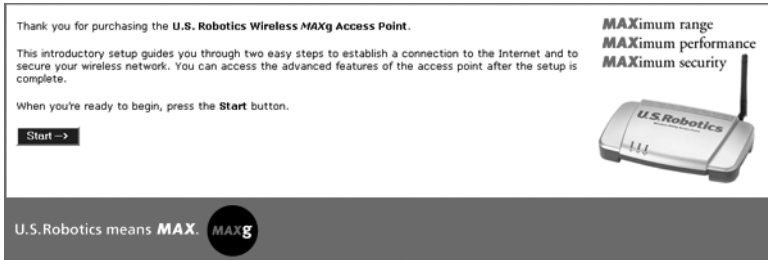 Thank you for purchasing the U.S. Robotics Wireless MAXg Access Point.
This introductory setup guides you through two easy steps to establish a connection to the Internet and to
secure your wireless network. You can access the advanced features of the access point after the setup is
complete.
When you're ready to begin, press the Start button.
Start -->
MAXimum range
MAXimum performance
MAXimum security
U.S.Robotics
U.S.Robotics means MAX. MAXg